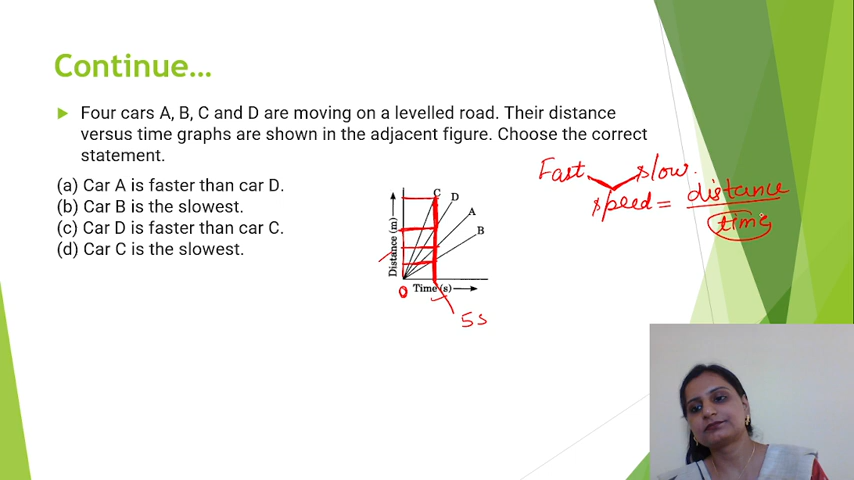 Continue...
Four cars A, B, C and D are moving on a levelled road. Their distance
versus time graphs are shown in the adjacent figure. Choose the correct
statement.
(a) Car A is faster than car D.
(b) Car B is the slowest.
(c) Car D is faster than car C.
(d) Car C is the slowest.
Fast slow.
speed = distance
time
C
D
A
B
Distance (m)
0
Time (s)
5s